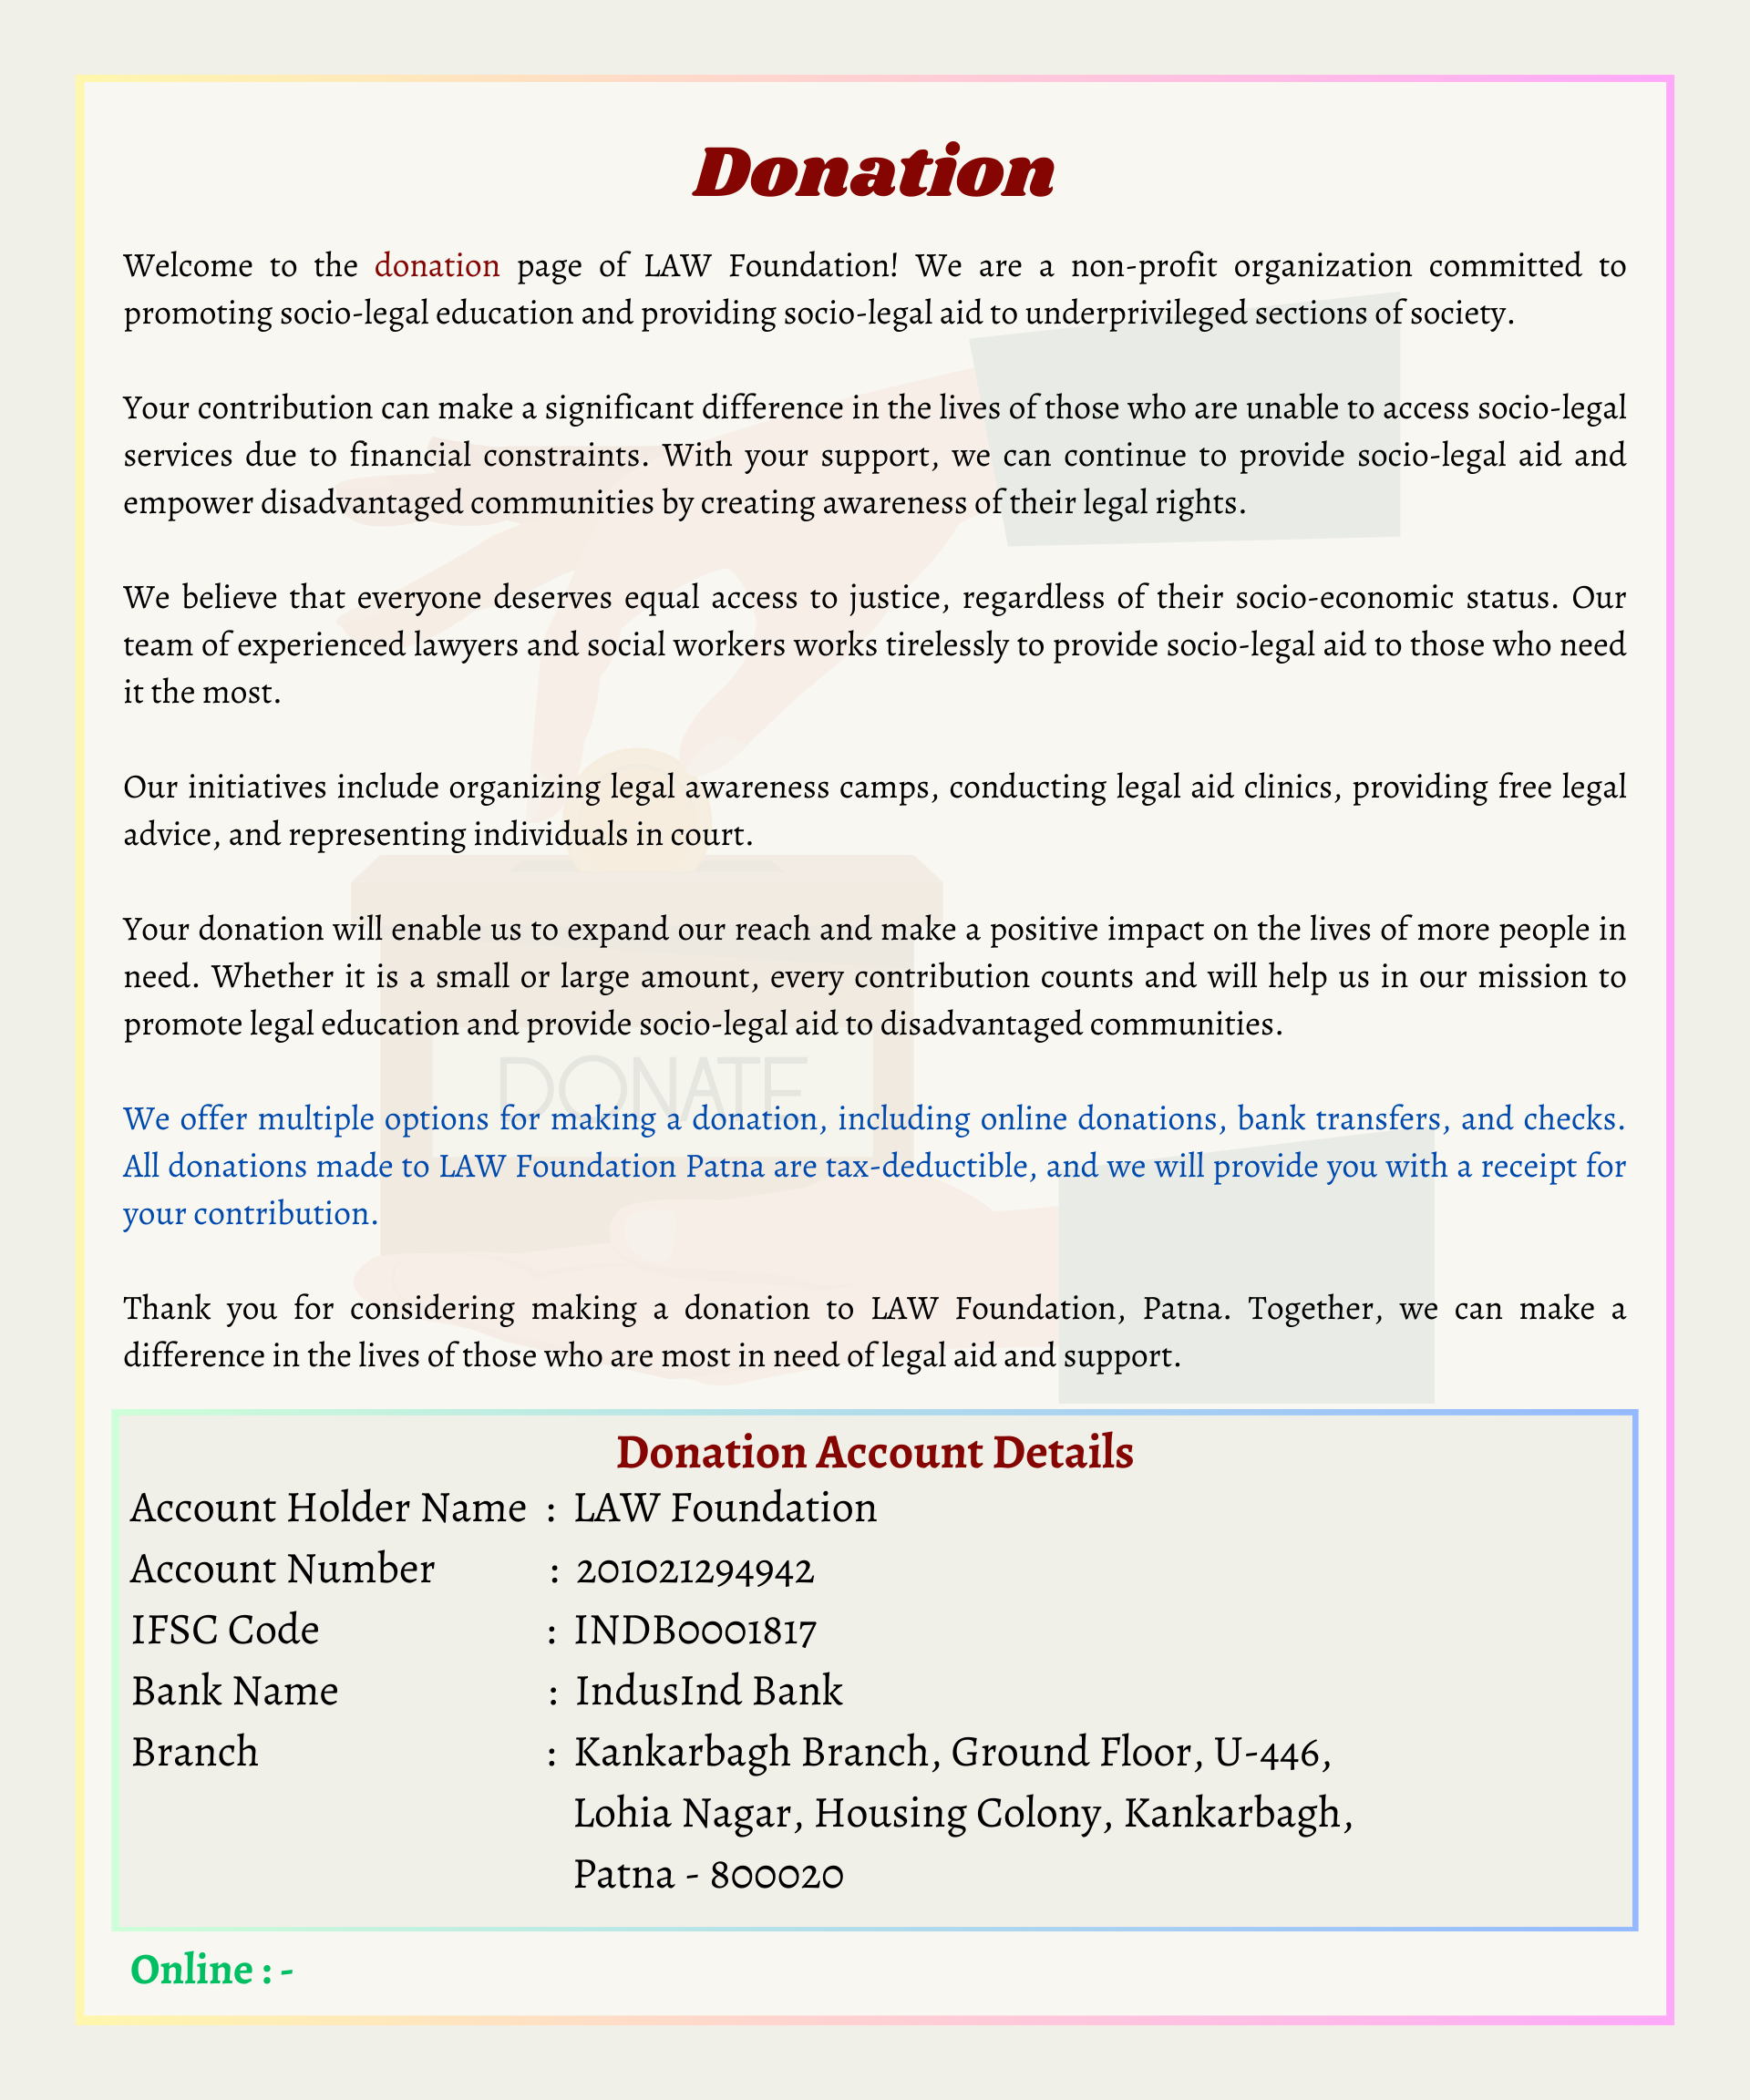 Donation
Welcome to the donation page of LAW Foundation! We are a non-profit organization committed to
promoting socio-legal education and providing socio-legal aid to underprivileged sections of society.
Your contribution can make a significant difference in the lives of those who are unable to access socio-legal
services due to financial constraints. With your support, we can continue to provide socio-legal aid and
empower disadvantaged communities by creating awareness of their legal rights.
We believe that everyone deserves equal access to justice, regardless of their socio-economic status. Our
team of experienced lawyers and social workers works tirelessly to provide socio-legal aid to those who need
it the most.
Our initiatives include organizing legal awareness camps, conducting legal aid clinics, providing free legal
advice, and representing individuals in court.
Your donation will enable us to expand our reach and make a positive impact on the lives of more people in
need. Whether it is a small or large amount, every contribution counts and will help us in our mission to
promote legal education and provide socio-legal aid to disadvantaged communities.
DONATE
We offer multiple options for making a donation, including online donations, bank transfers, and checks.
All donations made to LAW Foundation Patna are tax-deductible, and we will provide you with a receipt for
your contribution.
Thank you for considering making a donation to LAW Foundation, Patna. Together, we can make a
difference in the lives of those who are most in need of legal aid and support.
Donation Account Details
Account Holder Name : LAW Foundation
Account Number : 201021294942
IFSC Code : INDB0001817
Bank Name : IndusInd Bank
Branch : Kankarbagh Branch, Ground Floor, U-446,
Lohia Nagar, Housing Colony, Kankarbagh,
Patna - 800020
Online : -